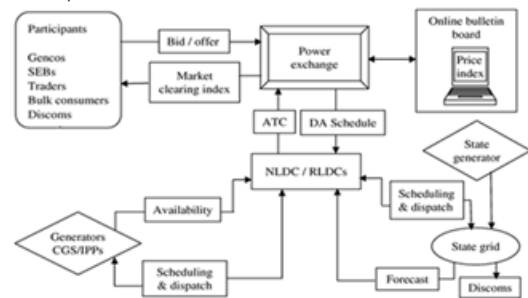 Participants
Gencos
SEBs
Traders
Bulk consumers
Discoms
Bid / offer
Market
clearing index
Power
exchange
Online bulletin
board
Price
index
ATC
DA Schedule
NLDC / RLDCs
State
generator
Availability
Scheduling
& dispatch
Generators
CGS/IPPs
State grid
Scheduling
& dispatch
Forecast
Discoms